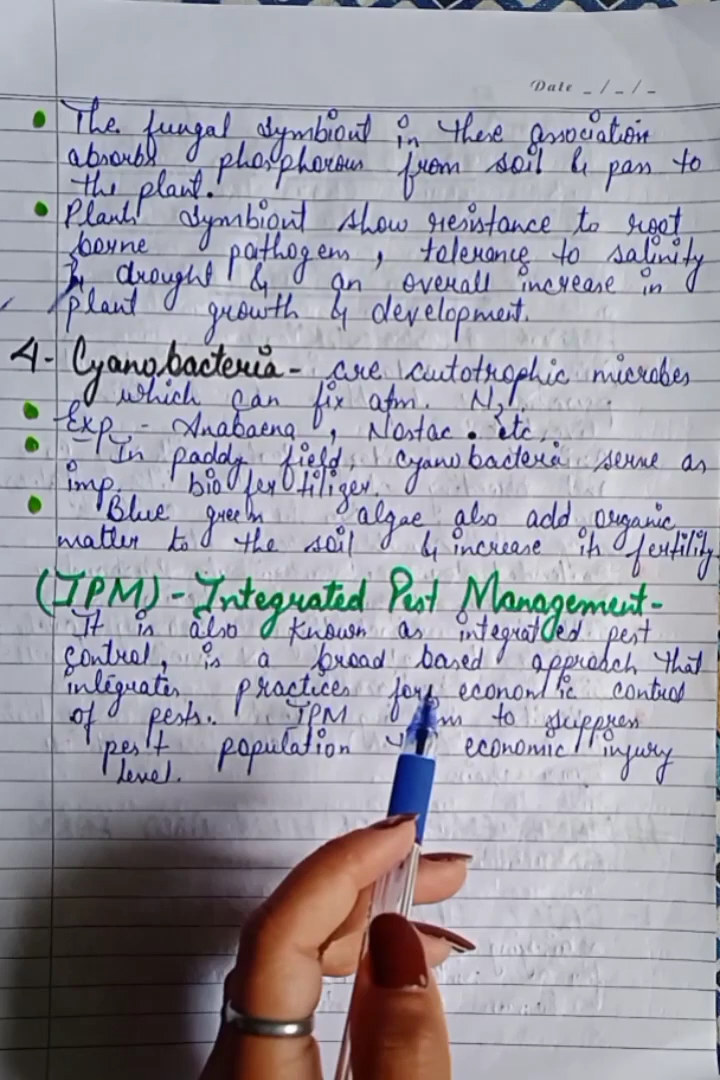 Date _ / _ / _
The fungal symbiont in these association
absorbs phosphorous from soil & pass to
the plant.
Plants symbiont show resistance to root
borne pathogens, tolerance to salinity
& drought & an overall increase in
plant growth & development.
4- Cyanobacteria - are autotrophic microbes
which can fix atm. N2.
Exp - Anabaena, Nostac. etc.
In paddy field, cyanobacteria serve as
imp. biofertilizer.
Blue green algae also add organic
matter to the soil & increase its fertility
(IPM) - Integrated Pest Management-
It is also known as integrated pest
control, is a broad based approach that
integrates practices for economic control
of pests. IPM to suppress
pest population economic injury
level.